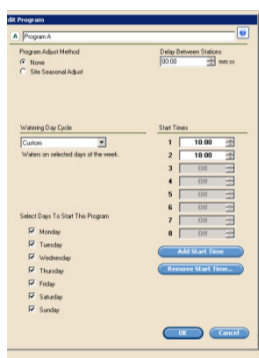 dit Program
A Program A
Program Adjust Method
None
Site Seasonal Adjust
Delay Between Stations
00:00 mm:ss
Watering Day Cycle
Custom
Waters on selected days of the week.
Start Times
1 10:00
2 18:00
3 Off
4 Off
5 Off
6 Off
7 Off
8 Off
Add Start Time
Remove Start Time...
Select Days To Start This Program
Monday
Tuesday
Wednesday
Thursday
Friday
Saturday
Sunday
OK Cancel